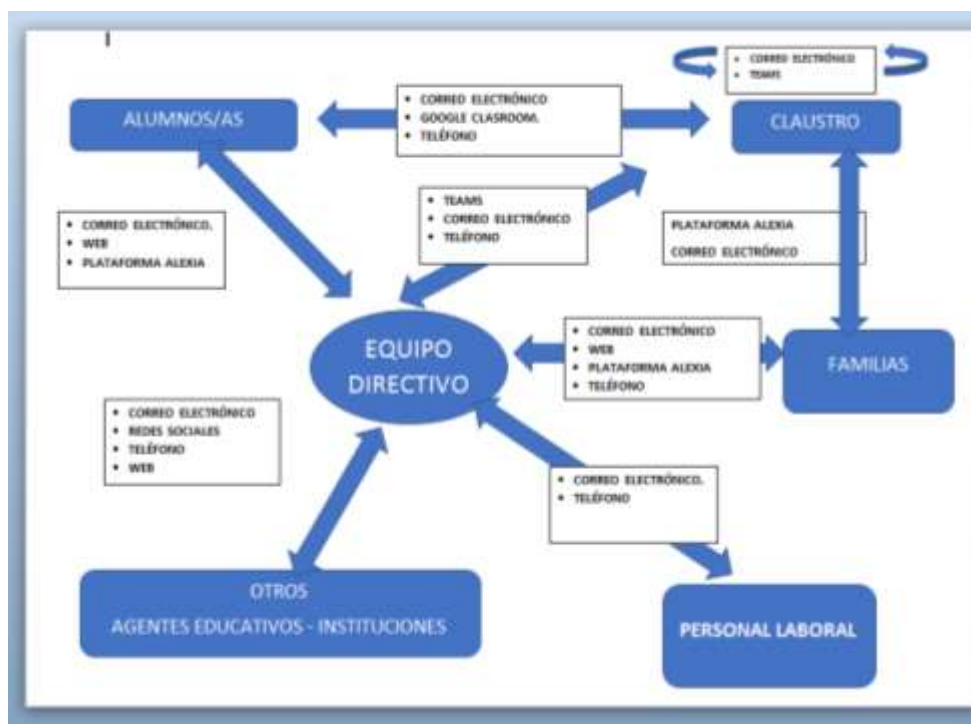 CORREO ELECTRÓNICO
TEAMS
ALUMNOS/AS
CORREO ELECTRÓNICO
GOOGLE CLASROOM.
TELÉFONO
CLAUSTRO
TEAMS
CORREO ELECTRÓNICO
TELÉFONO
CORREO ELECTRÓNICO.
WEB
PLATAFORMA ALEXIA
PLATAFORMA ALEXIA
CORREO ELECTRÓNICO
EQUIPO
DIRECTIVO
CORREO ELECTRÓNICO
WEB
PLATAFORMA ALEXIA
TELÉFONO
FAMILIAS
CORREO ELECTRÓNICO
REDES SOCIALES
TELÉFONO
WEB
CORREO ELECTRÓNICO.
TELÉFONO
OTROS
AGENTES EDUCATIVOS - INSTITUCIONES
PERSONAL LABORAL